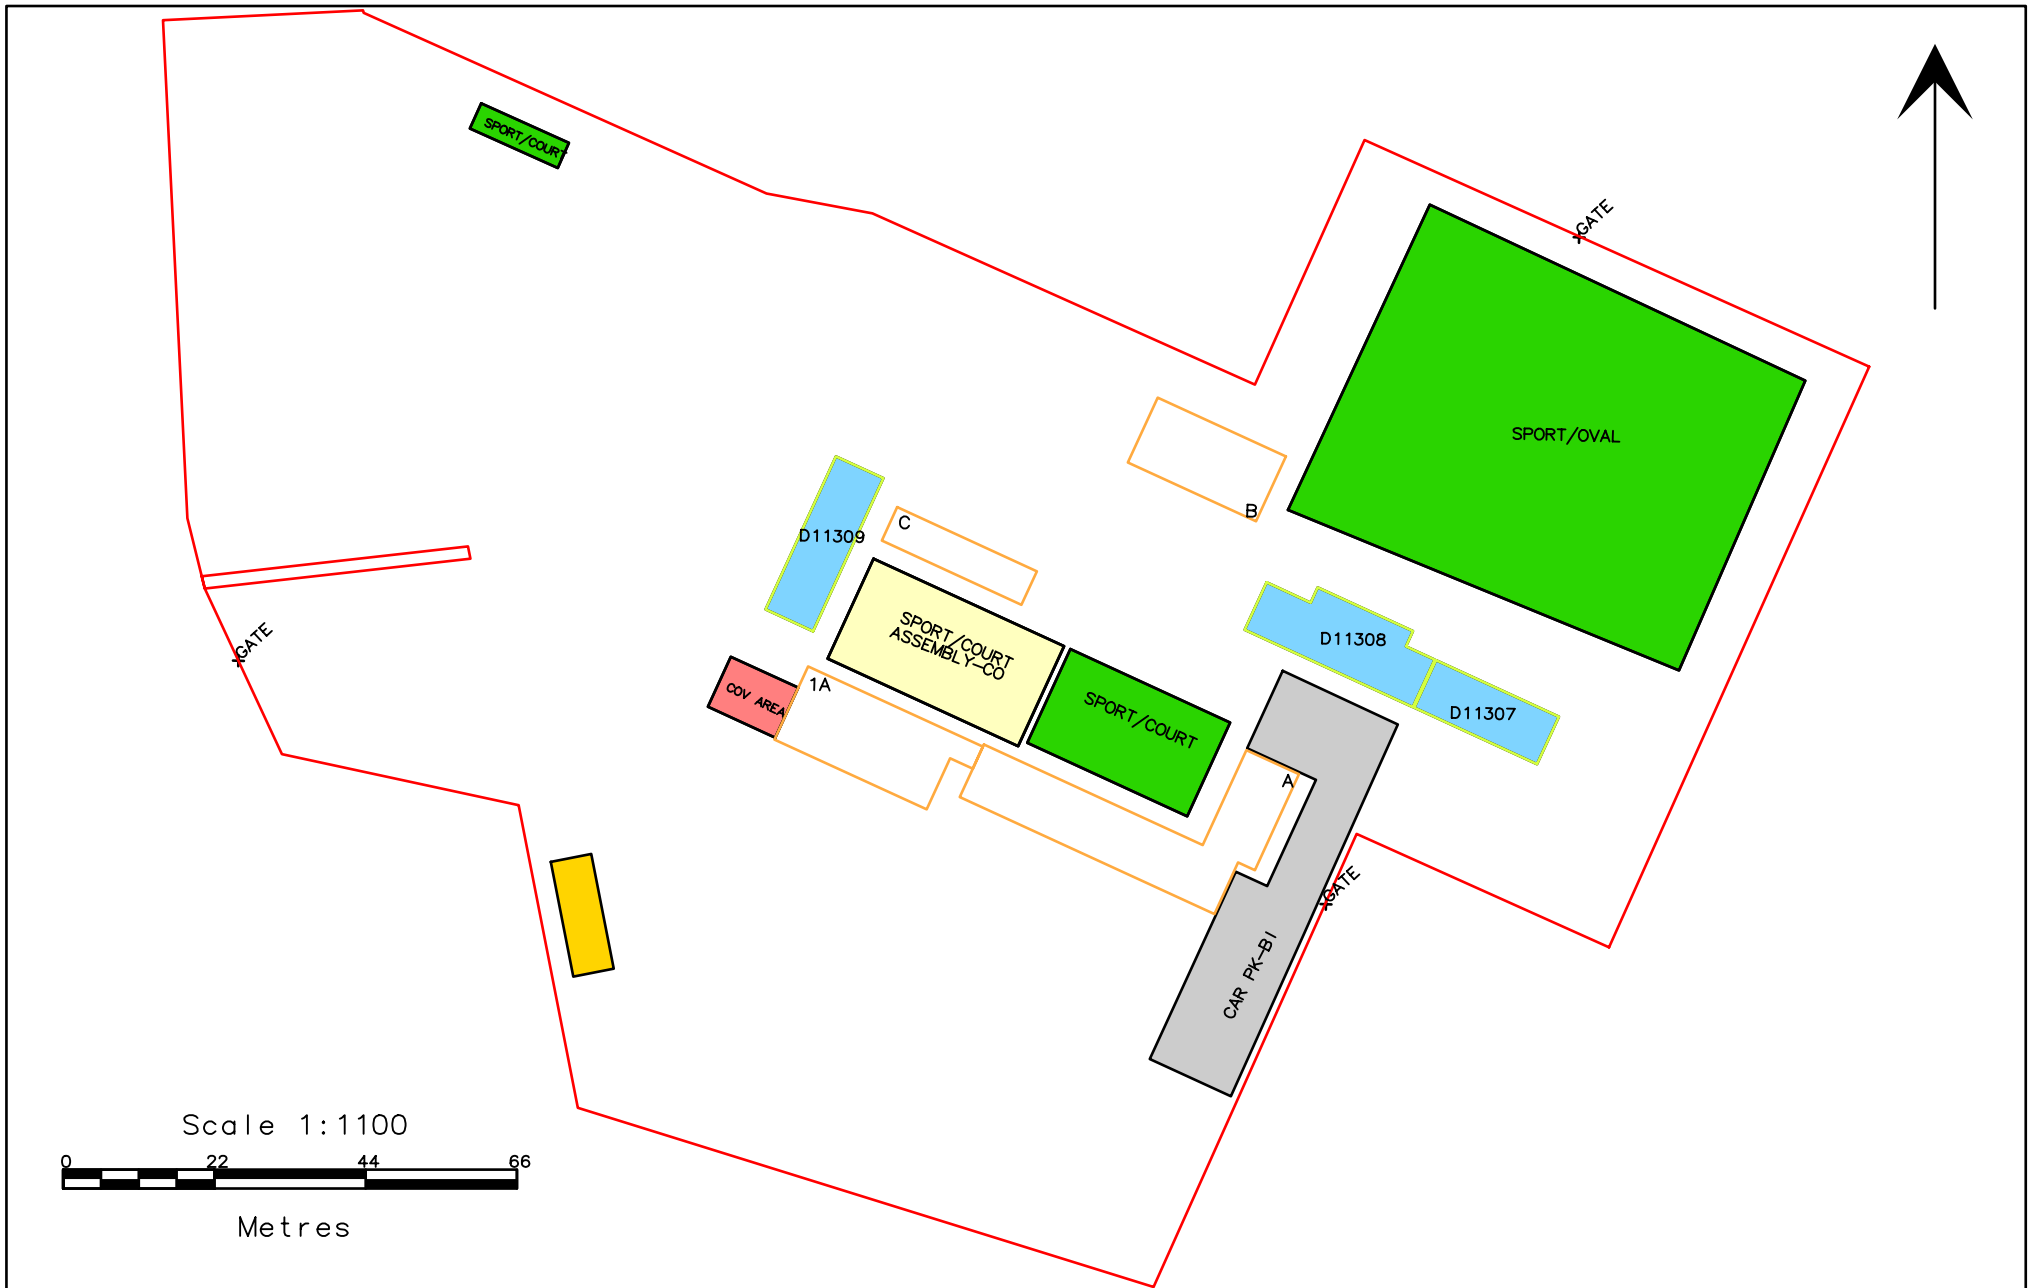 SPORT/COURT
GATE
SPORT/OVAL
B
C
D11309
SPORT/COURT
ASSEMBLY-CO
D11308
GATE
1A
COV AREA
SPORT/COURT
D11307
A
GATE
CAR PK-BI
Scale 1:1100
0 22 44 66
Metres